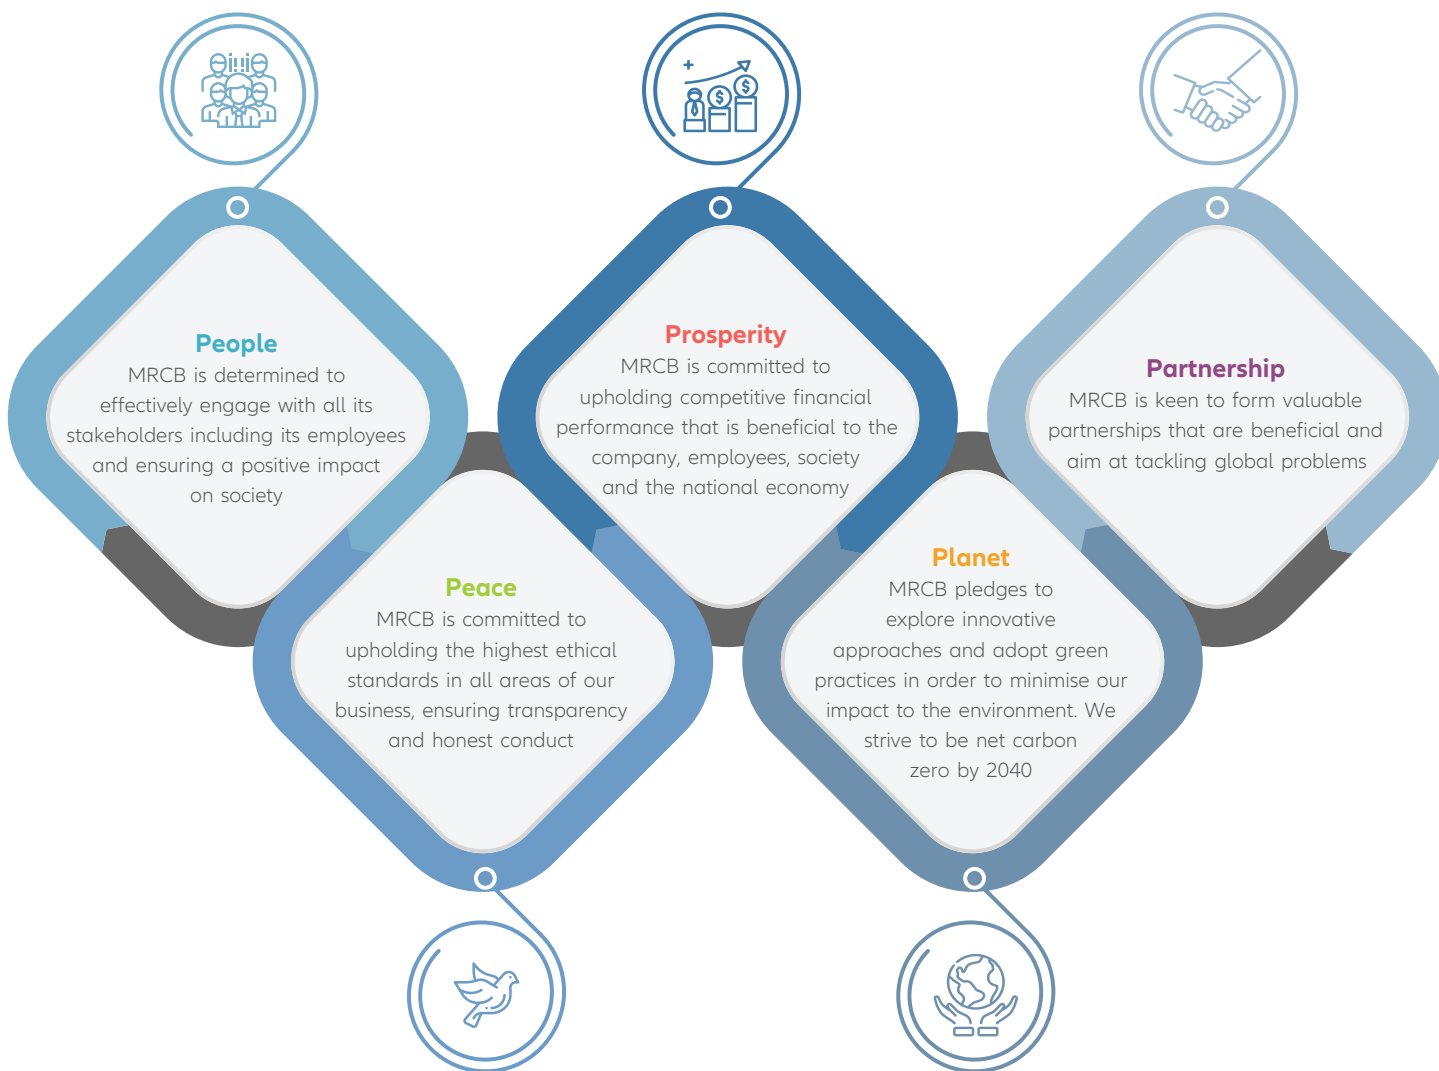 People
MRCB is determined to
effectively engage with all its
stakeholders including its employees
and ensuring a positive impact
on society
Peace
MRCB is committed to
upholding the highest ethical
standards in all areas of our
business, ensuring transparency
and honest conduct
Prosperity
MRCB is committed to
upholding competitive financial
performance that is beneficial to the
company, employees, society
and the national economy
Planet
MRCB pledges to
explore innovative
approaches and adopt green
practices in order to minimise our
impact to the environment. We
strive to be net carbon
zero by 2040
Partnership
MRCB is keen to form valuable
partnerships that are beneficial and
aim at tackling global problems